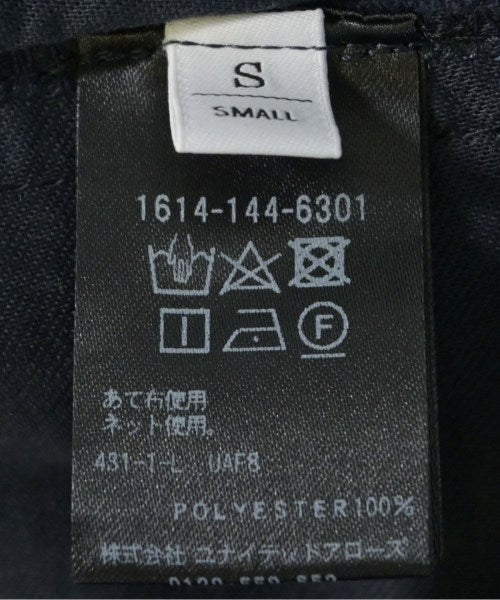 S
SMALL
1614-144-6301
F
あて布使用
ネット使用。
431-1-L UAF8
POLYESTER100%
株式会社 ユナイテッドアローズ